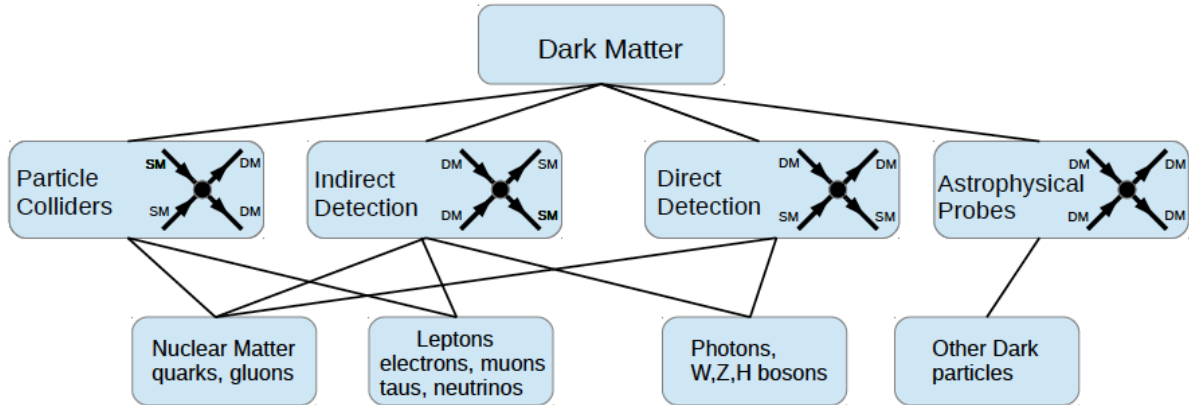 Dark Matter
Particle
Colliders
SM
DM
SM
DM
Indirect
Detection
DM
SM
DM
SM
Direct
Detection
DM
DM
SM
SM
Astrophysical
Probes
DM
DM
DM
DM
Nuclear Matter
quarks, gluons
Leptons
electrons, muons
taus, neutrinos
Photons,
W,Z,H bosons
Other Dark
particles